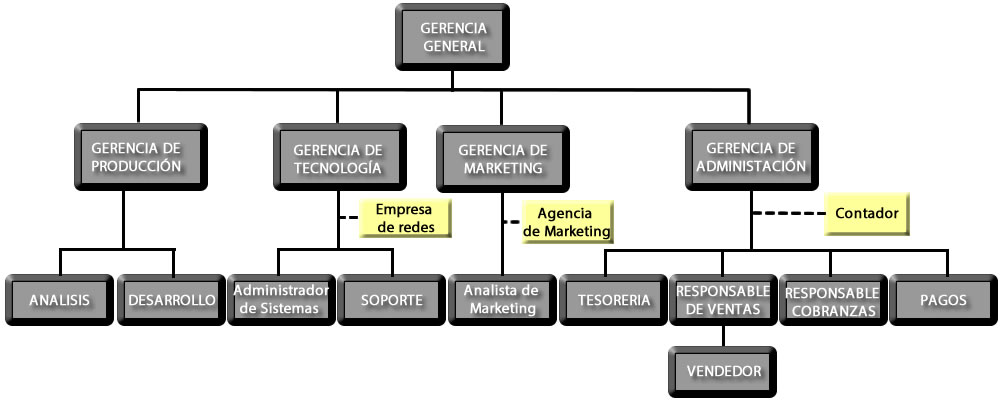 GERENCIA
GENERAL
GERENCIA DE
PRODUCCIÓN
GERENCIA DE
TECNOLOGÍA
GERENCIA DE
MARKETING
GERENCIA DE
ADMINISTACIÓN
Empresa
de redes
Agencia
de Marketing
Contador
ANALISIS
DESARROLLO
Administrador
de Sistemas
SOPORTE
Analista de
Marketing
TESORERIA
RESPONSABLE
DE VENTAS
RESPONSABLE
COBRANZAS
PAGOS
VENDEDOR